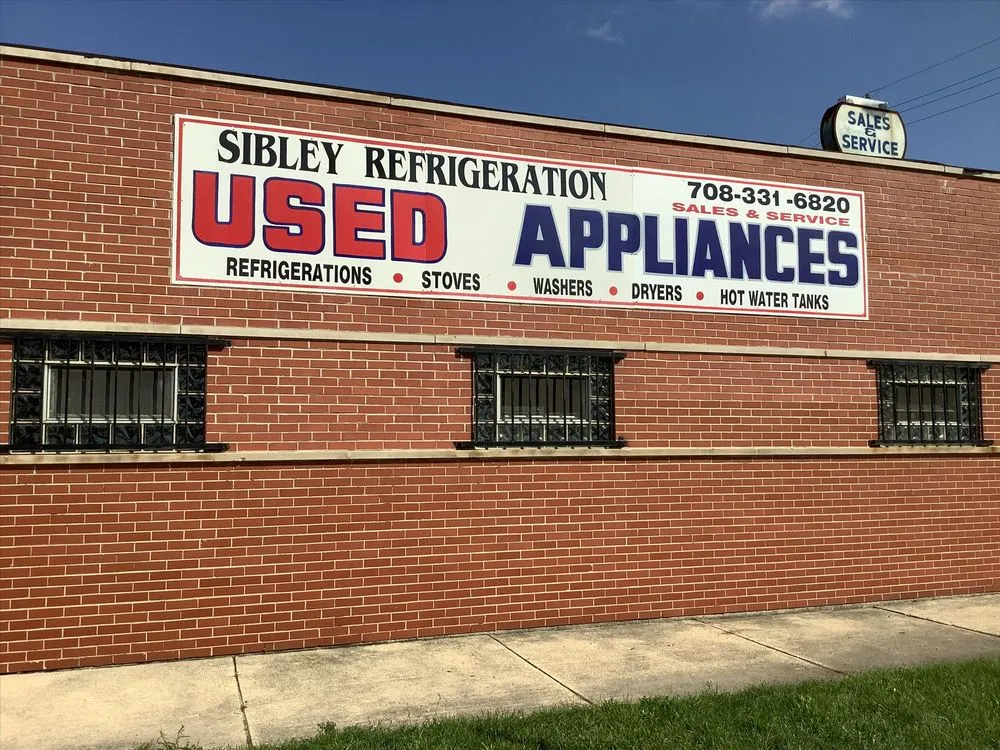 SALES
&
SERVICE
SIBLEY REFRIGERATION
708-331-6820
SALES & SERVICE
USED APPLIANCES
REFRIGERATIONS • STOVES • WASHERS • DRYERS • HOT WATER TANKS